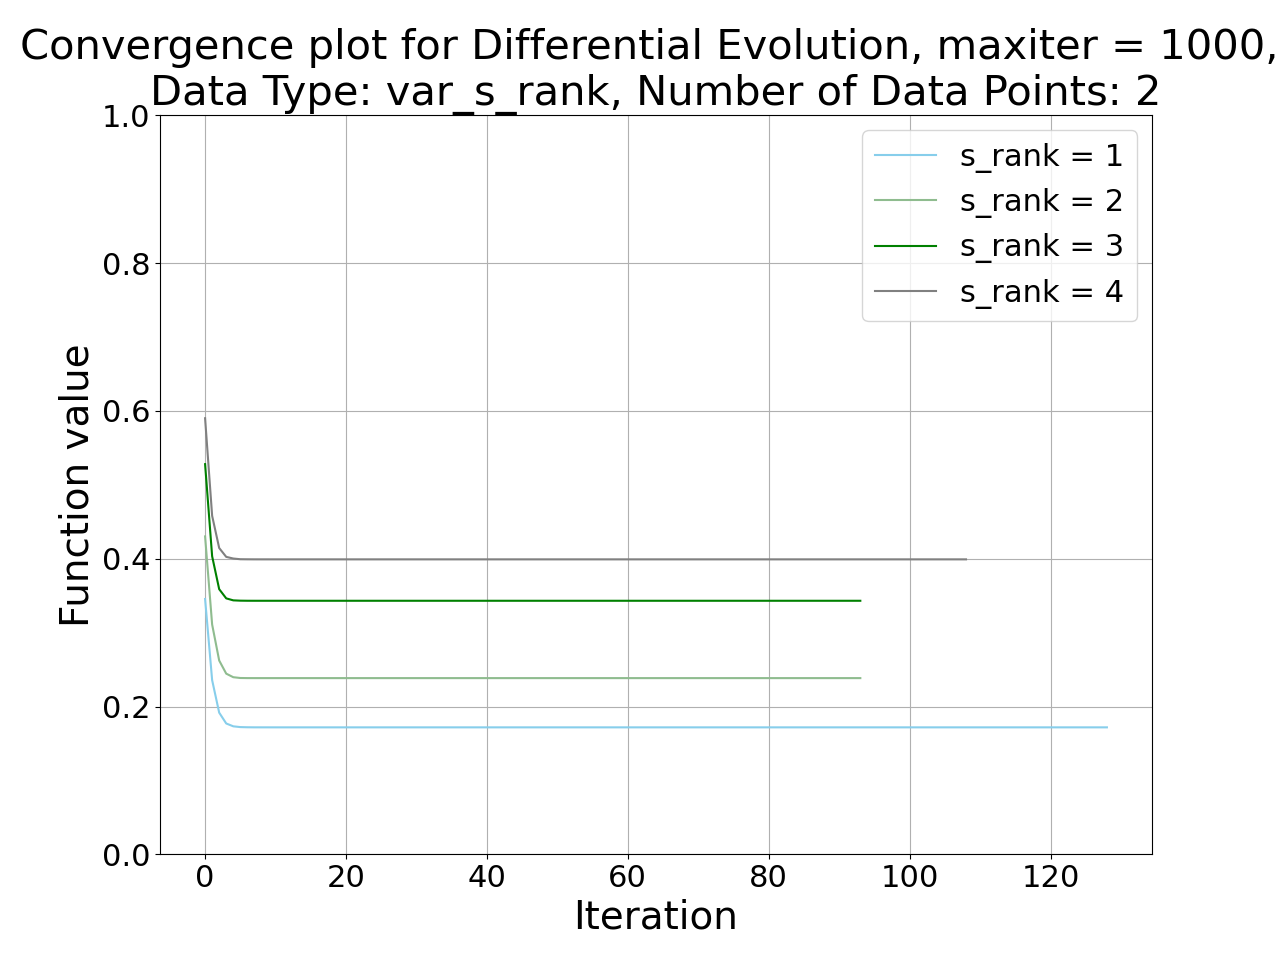 Convergence plot for Differential Evolution, maxiter = 1000,
Data Type: var_s_rank, Number of Data Points: 2
1.0
0.8
0.6
0.4
0.2
0.0
Function value
s_rank = 1
s_rank = 2
s_rank = 3
s_rank = 4
0 20 40 60 80 100 120
Iteration